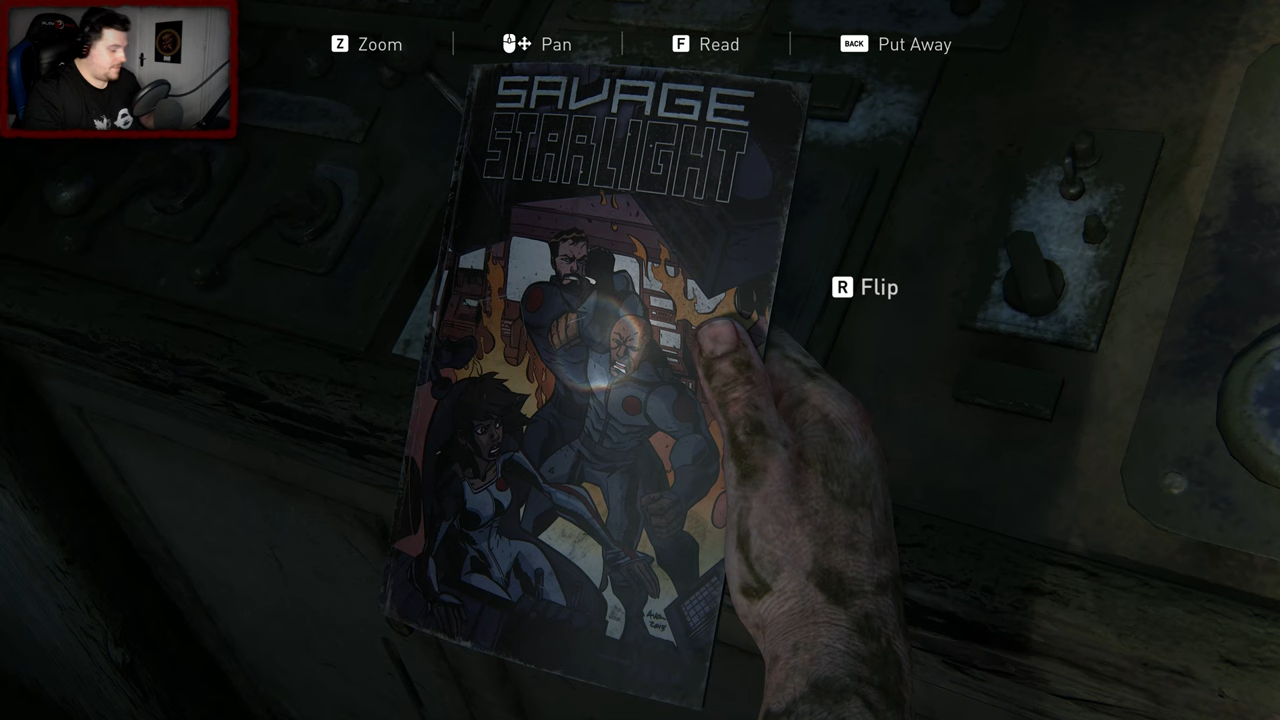 Z Zoom
Pan
F Read
BACK Put Away
SAVAGE
STARLIGHT
R Flip